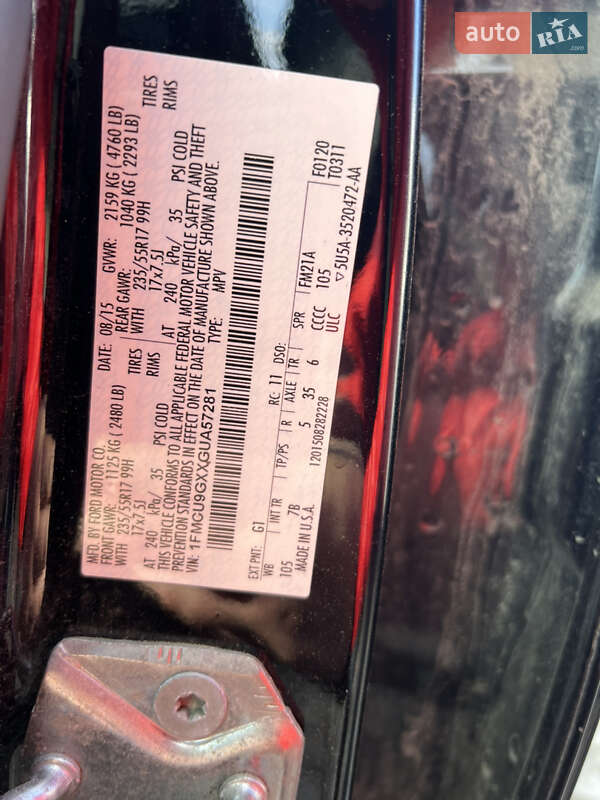 auto RIA.com
MFD. BY FORD MOTOR CO.
DATE: 08/15 GVWR: 2159 KG ( 4760 LB)
FRONT GAWR: 1125 KG ( 2480 LB) REAR GAWR: 1040 KG ( 2293 LB)
WITH 235/55R17 99H TIRES WITH 235/55R17 99H TIRES
17x7.5J RIMS 17x7.5J RIMS
AT 240 kPa/ 35 PSI COLD AT 240 kPa/ 35 PSI COLD
THIS VEHICLE CONFORMS TO ALL APPLICABLE FEDERAL MOTOR VEHICLE SAFETY AND THEFT
PREVENTION STANDARDS IN EFFECT ON THE DATE OF MANUFACTURE SHOWN ABOVE.
VIN: 1FMCU9GXXGUA57281 TYPE: MPV
F0120
T0311
EXT PNT: G1 RC: 11 DSO:
WB INT TR TP/PS R AXLE TR SPR FM21A
105 7B 5 35 6 CCCC 105
MADE IN U.S.A. 1201508282228 ULC ▽5U5A-3520472-AA